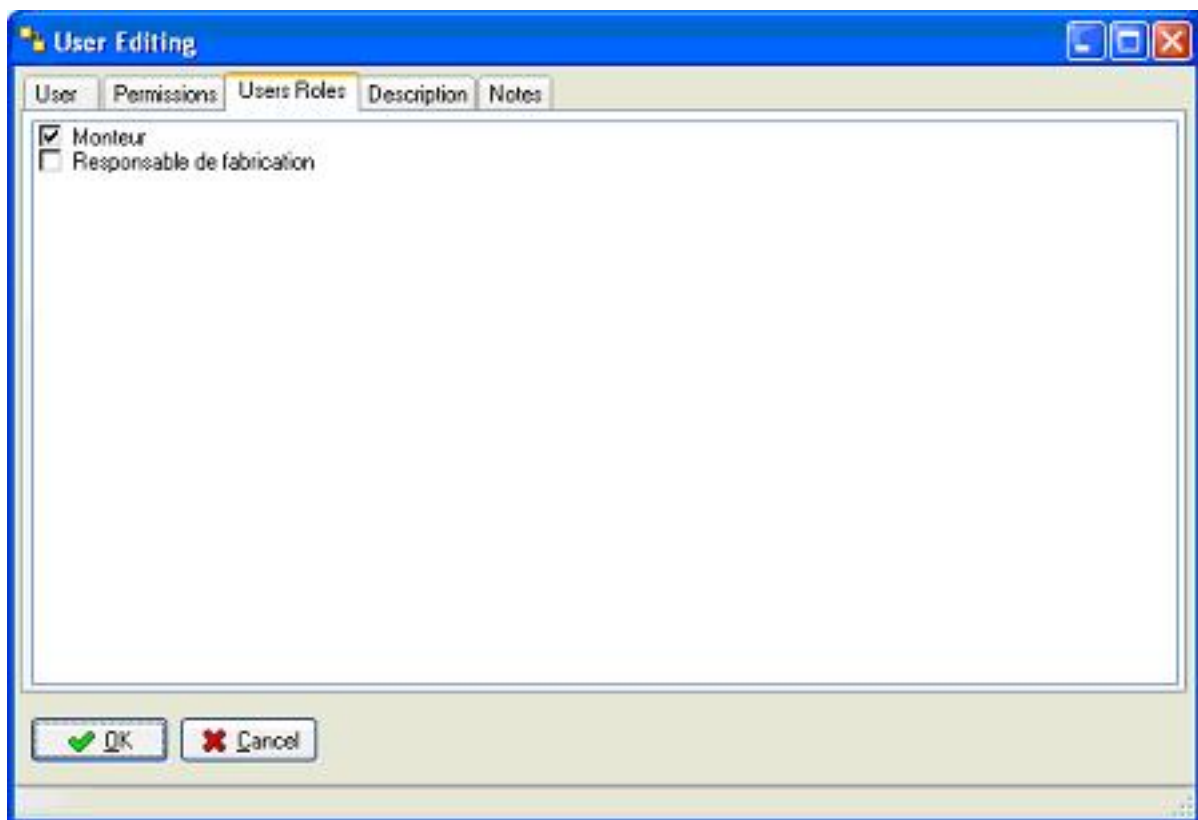 User Editing
User Permissions Users Roles Description Notes
Monteur
Responsable de fabrication
OK Cancel